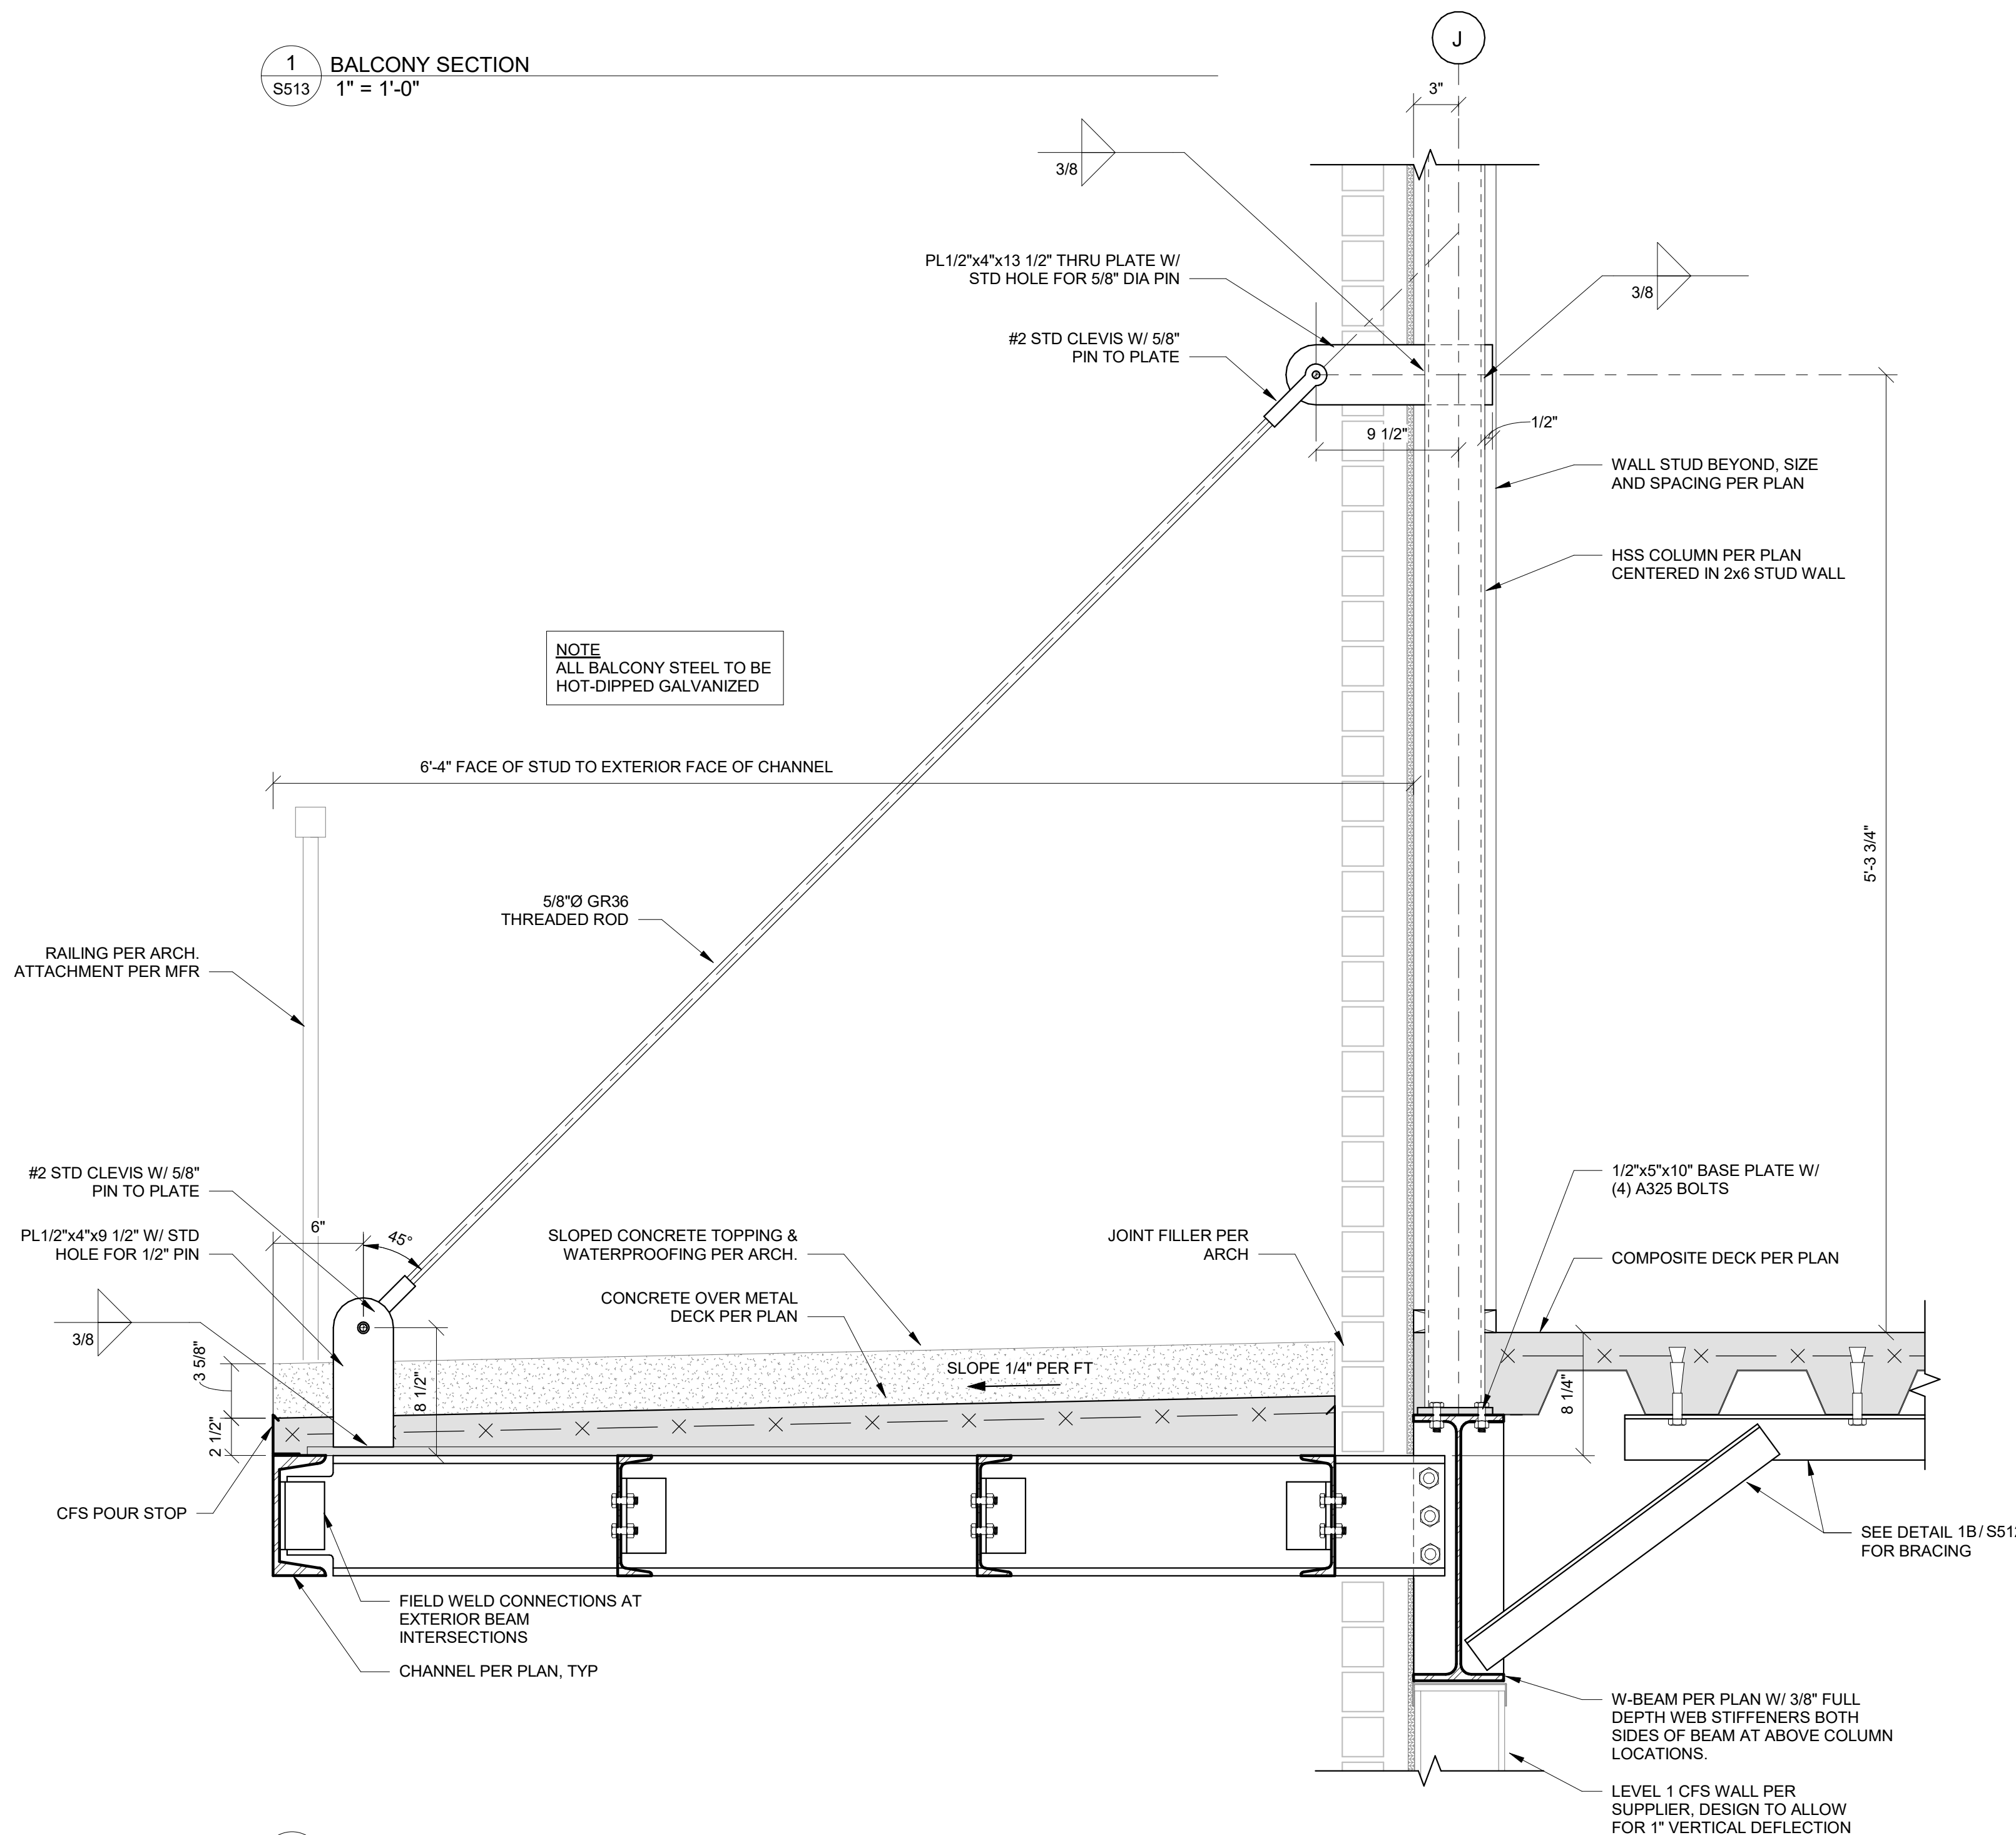 J
1
S513
BALCONY SECTION
1" = 1'-0"
3"
3/8
PL1/2"x4"x13 1/2" THRU PLATE W/
STD HOLE FOR 5/8" DIA PIN
3/8
#2 STD CLEVIS W/ 5/8"
PIN TO PLATE
9 1/2"
1/2"
WALL STUD BEYOND, SIZE
AND SPACING PER PLAN
HSS COLUMN PER PLAN
CENTERED IN 2x6 STUD WALL
NOTE
ALL BALCONY STEEL TO BE
HOT-DIPPED GALVANIZED
6'-4" FACE OF STUD TO EXTERIOR FACE OF CHANNEL
5'-3 3/4"
5/8"Ø GR36
THREADED ROD
RAILING PER ARCH.
ATTACHMENT PER MFR
#2 STD CLEVIS W/ 5/8"
PIN TO PLATE
1/2"x5"x10" BASE PLATE W/
(4) A325 BOLTS
PL1/2"x4"x9 1/2" W/ STD
HOLE FOR 1/2" PIN
6"
45°
SLOPED CONCRETE TOPPING &
WATERPROOFING PER ARCH.
JOINT FILLER PER
ARCH
COMPOSITE DECK PER PLAN
CONCRETE OVER METAL
DECK PER PLAN
3/8
3 5/8"
SLOPE 1/4" PER FT
8 1/2"
8 1/4"
2 1/2"
CFS POUR STOP
SEE DETAIL 1B/S51
FOR BRACING
FIELD WELD CONNECTIONS AT
EXTERIOR BEAM
INTERSECTIONS
CHANNEL PER PLAN, TYP
W-BEAM PER PLAN W/ 3/8" FULL
DEPTH WEB STIFFENERS BOTH
SIDES OF BEAM AT ABOVE COLUMN
LOCATIONS.
LEVEL 1 CFS WALL PER
SUPPLIER, DESIGN TO ALLOW
FOR 1" VERTICAL DEFLECTION